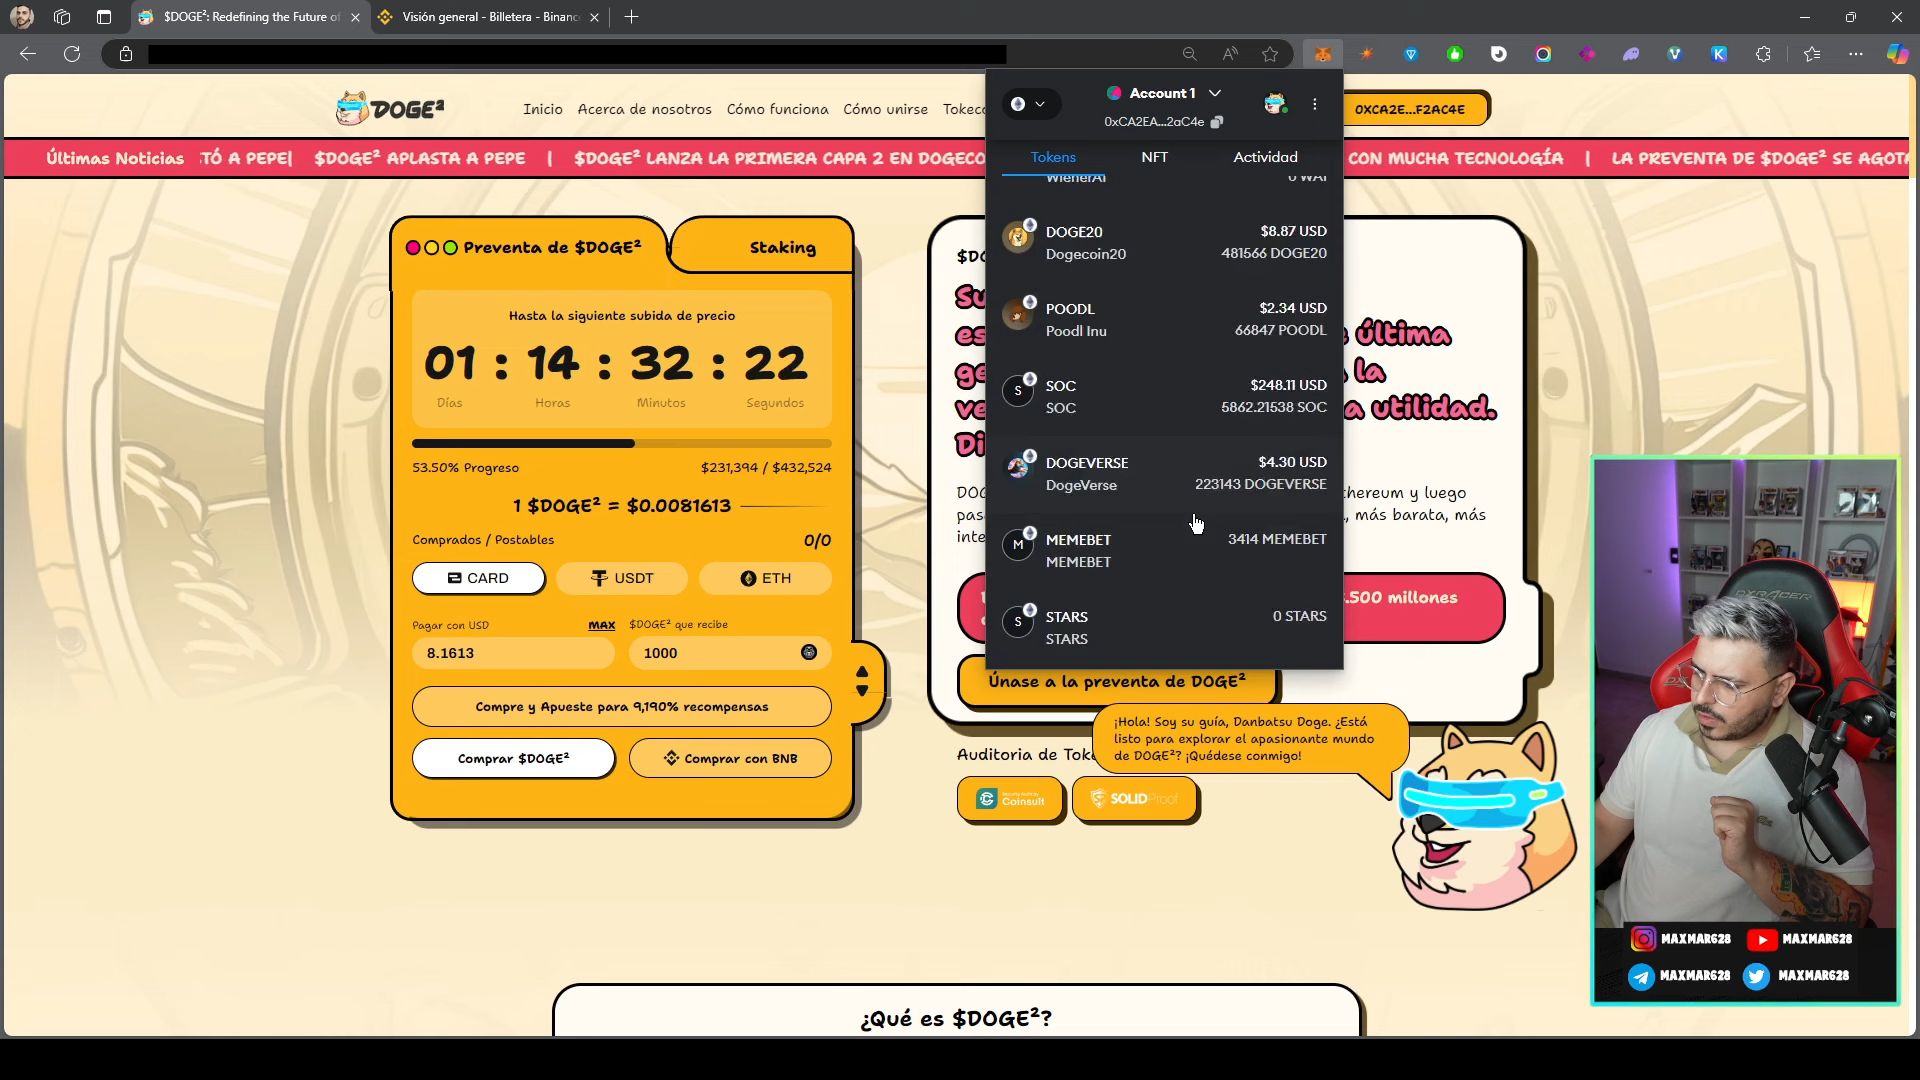 $DOGE²: Redefining the Future of
Visión general - Billetera - Binanc
DOGE²
Inicio
Acerca de nosotros
Cómo funciona
Cómo unirse
0XCA2E...F2AC4E
Últimas Noticias
TÓ A PEPE| $DOGE² APLASTA A PEPE | $DOGE² LANZA LA PRIMERA CAPA 2 EN DOGECO
CON MUCHA TECNOLOGÍA | LA PREVENTA DE $DOGE² SE AGOTA
Preventa de $DOGE²
Staking
Hasta la siguiente subida de precio
01 : 14 : 32 : 22
Días Horas Minutos Segundos
53.50% Progreso
$231,394 / $432,524
1 $DOGE² = $0.0081613
Comprados / Postables
0/0
CARD
USDT
ETH
Pagar con USD
MAX
$DOGE² que recibe
8.1613
1000
Compre y Apueste para 9,190% recompensas
Comprar $DOGE²
Comprar con BNB
Account 1
0xCA2EA...2aC4e
Tokens
NFT
Actividad
WienerAI
0 WAI
DOGE20
$8.87 USD
Dogecoin20
481566 DOGE20
POODL
$2.34 USD
Poodl Inu
66847 POODL
S
SOC
$248.11 USD
SOC
5862.21538 SOC
DOGEVERSE
$4.30 USD
DogeVerse
223143 DOGEVERSE
M
MEMEBET
3414 MEMEBET
MEMEBET
S
STARS
0 STARS
STARS
última
la
utilidad.
y luego
, más barata, más
.500 millones
Únase a la preventa de DOGE²
¡Hola! Soy su guía, Danbatsu Doge. ¿Está
listo para explorar el apasionante mundo
de DOGE²? ¡Quédese conmigo!
Auditoria de
Coinsult
SOLIDProof
DXRACER
MAXMAR628
MAXMAR628
MAXMAR628
MAXMAR628
¿Qué es $DOGE²?